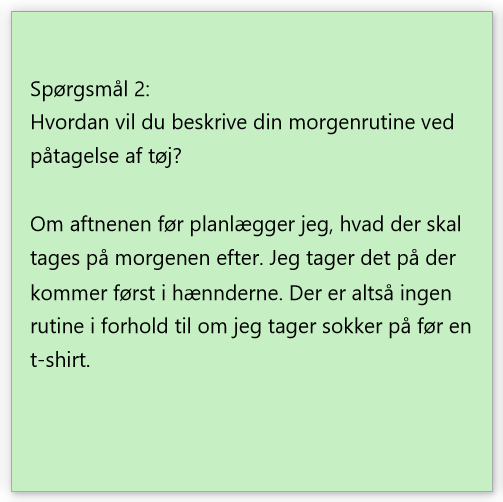 Spørgsmål 2:
Hvordan vil du beskrive din morgenrutine ved
påtagelse af tøj?
Om aftnenen før planlægger jeg, hvad der skal
tages på morgenen efter. Jeg tager det på der
kommer først i hænnderne. Der er altså ingen
rutine i forhold til om jeg tager sokker på før en
t-shirt.